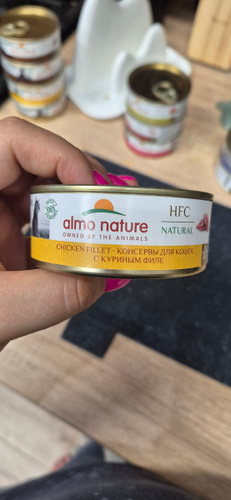 almo nature
OWNED BY THE ANIMALS
HFC
NATURAL
CHICKEN FILLET - КОНСЕРВЫ ДЛЯ КОШЕК
С КУРИНЫМ ФИЛЕ